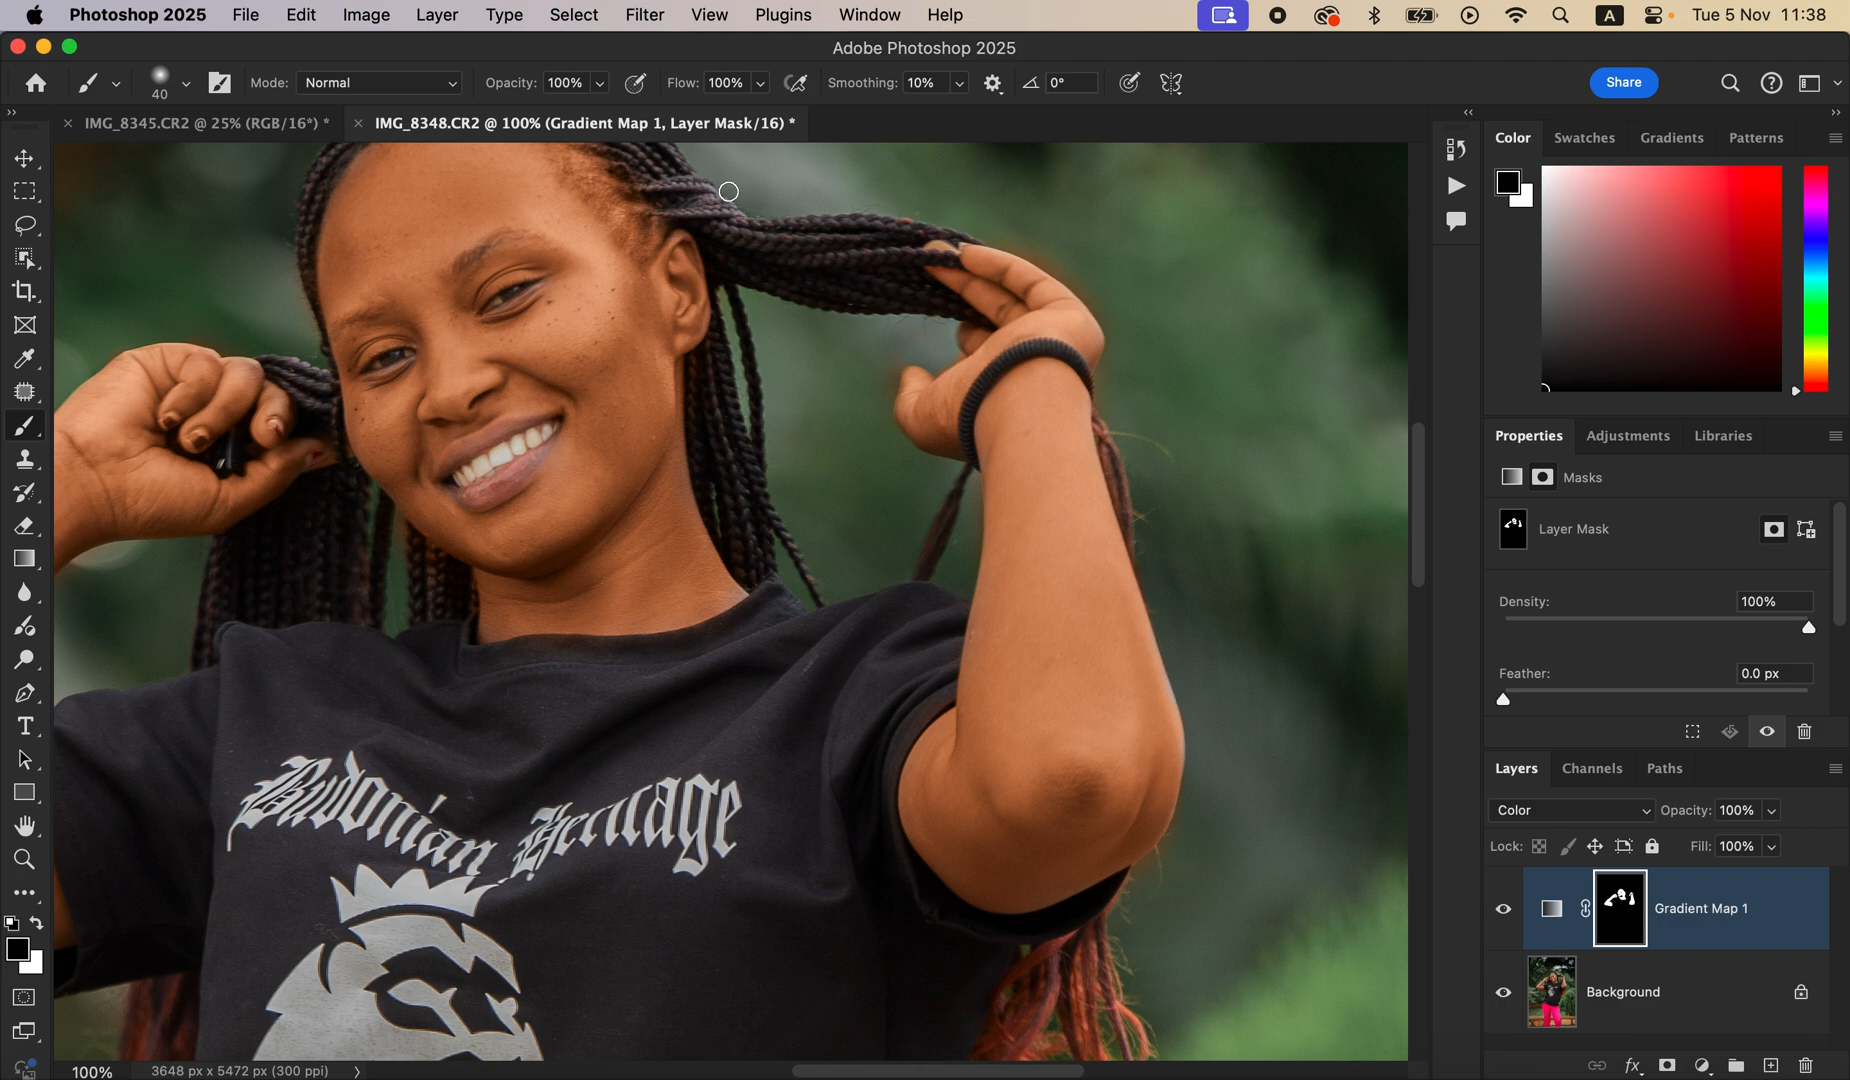 Photoshop 2025 File Edit Image Layer Type Select Filter View Plugins Window Help A Tue 5 Nov 11:38
Adobe Photoshop 2025
40 Mode: Normal Opacity: 100% Flow: 100% Smoothing: 10% 0° Share
IMG_8345.CR2 @ 25% (RGB/16*) * IMG_8348.CR2 @ 100% (Gradient Map 1, Layer Mask/16) *
Color Swatches Gradients Patterns
Properties Adjustments Libraries
Masks
Layer Mask
Density: 100%
Feather: 0.0 px
Layers Channels Paths
Color Opacity: 100%
Lock: Fill: 100%
Gradient Map 1
Background
Budonian Heritage
100% 3648 px x 5472 px (300 ppi)
fx